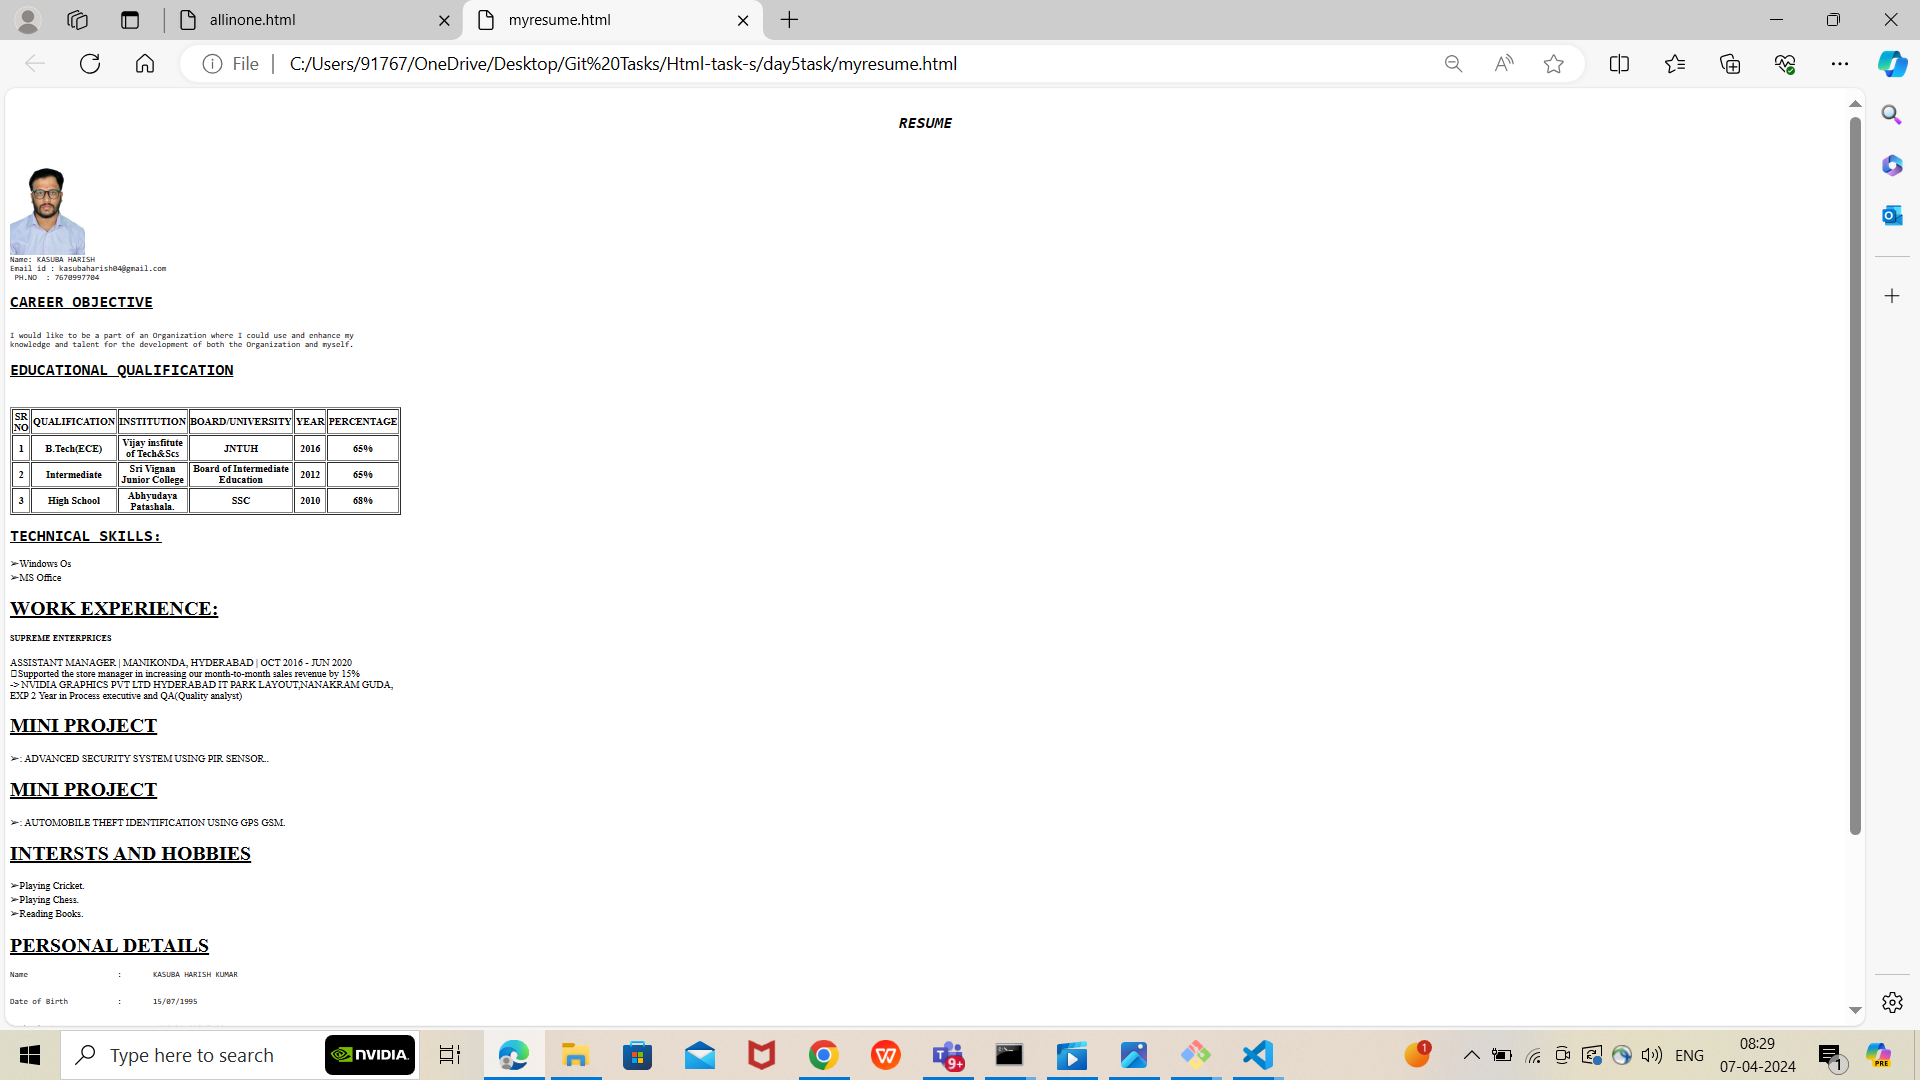 allinone.html
myresume.html
File
C:/Users/91767/OneDrive/Desktop/Git%20Tasks/Html-task-s/day5task/myresume.html
RESUME
Name: KASUBA HARISH
Email id : kasubaharish04@gmail.com
PH.NO : 7670997704
CAREER OBJECTIVE
I would like to be a part of an Organization where I could use and enhance my
knowledge and talent for the development of both the Organization and myself.
EDUCATIONAL QUALIFICATION
SR NO QUALIFICATION INSTITUTION BOARD/UNIVERSITY YEAR PERCENTAGE
1 B.Tech(ECE) Vijay insfitute of Tech&Scs JNTUH 2016 65%
2 Intermediate Sri Vignan Junior College Board of Intermediate Education 2012 65%
3 High School Abhyudaya Patashala. SSC 2010 68%
TECHNICAL SKILLS:
➢Windows Os
➢MS Office
WORK EXPERIENCE:
SUPREME ENTERPRICES
ASSISTANT MANAGER | MANIKONDA, HYDERABAD | OCT 2016 - JUN 2020
Supported the store manager in increasing our month-to-month sales revenue by 15%
-> NVIDIA GRAPHICS PVT LTD HYDERABAD IT PARK LAYOUT,NANAKRAM GUDA,
EXP 2 Year in Process executive and QA(Quality analyst)
MINI PROJECT
➢: ADVANCED SECURITY SYSTEM USING PIR SENSOR..
MINI PROJECT
➢: AUTOMOBILE THEFT IDENTIFICATION USING GPS GSM.
INTERSTS AND HOBBIES
➢Playing Cricket.
➢Playing Chess.
➢Reading Books.
PERSONAL DETAILS
Name : KASUBA HARISH KUMAR
Date of Birth : 15/07/1995
Type here to search
NVIDIA.
9+
1
ENG
08:29
07-04-2024
1
PRE